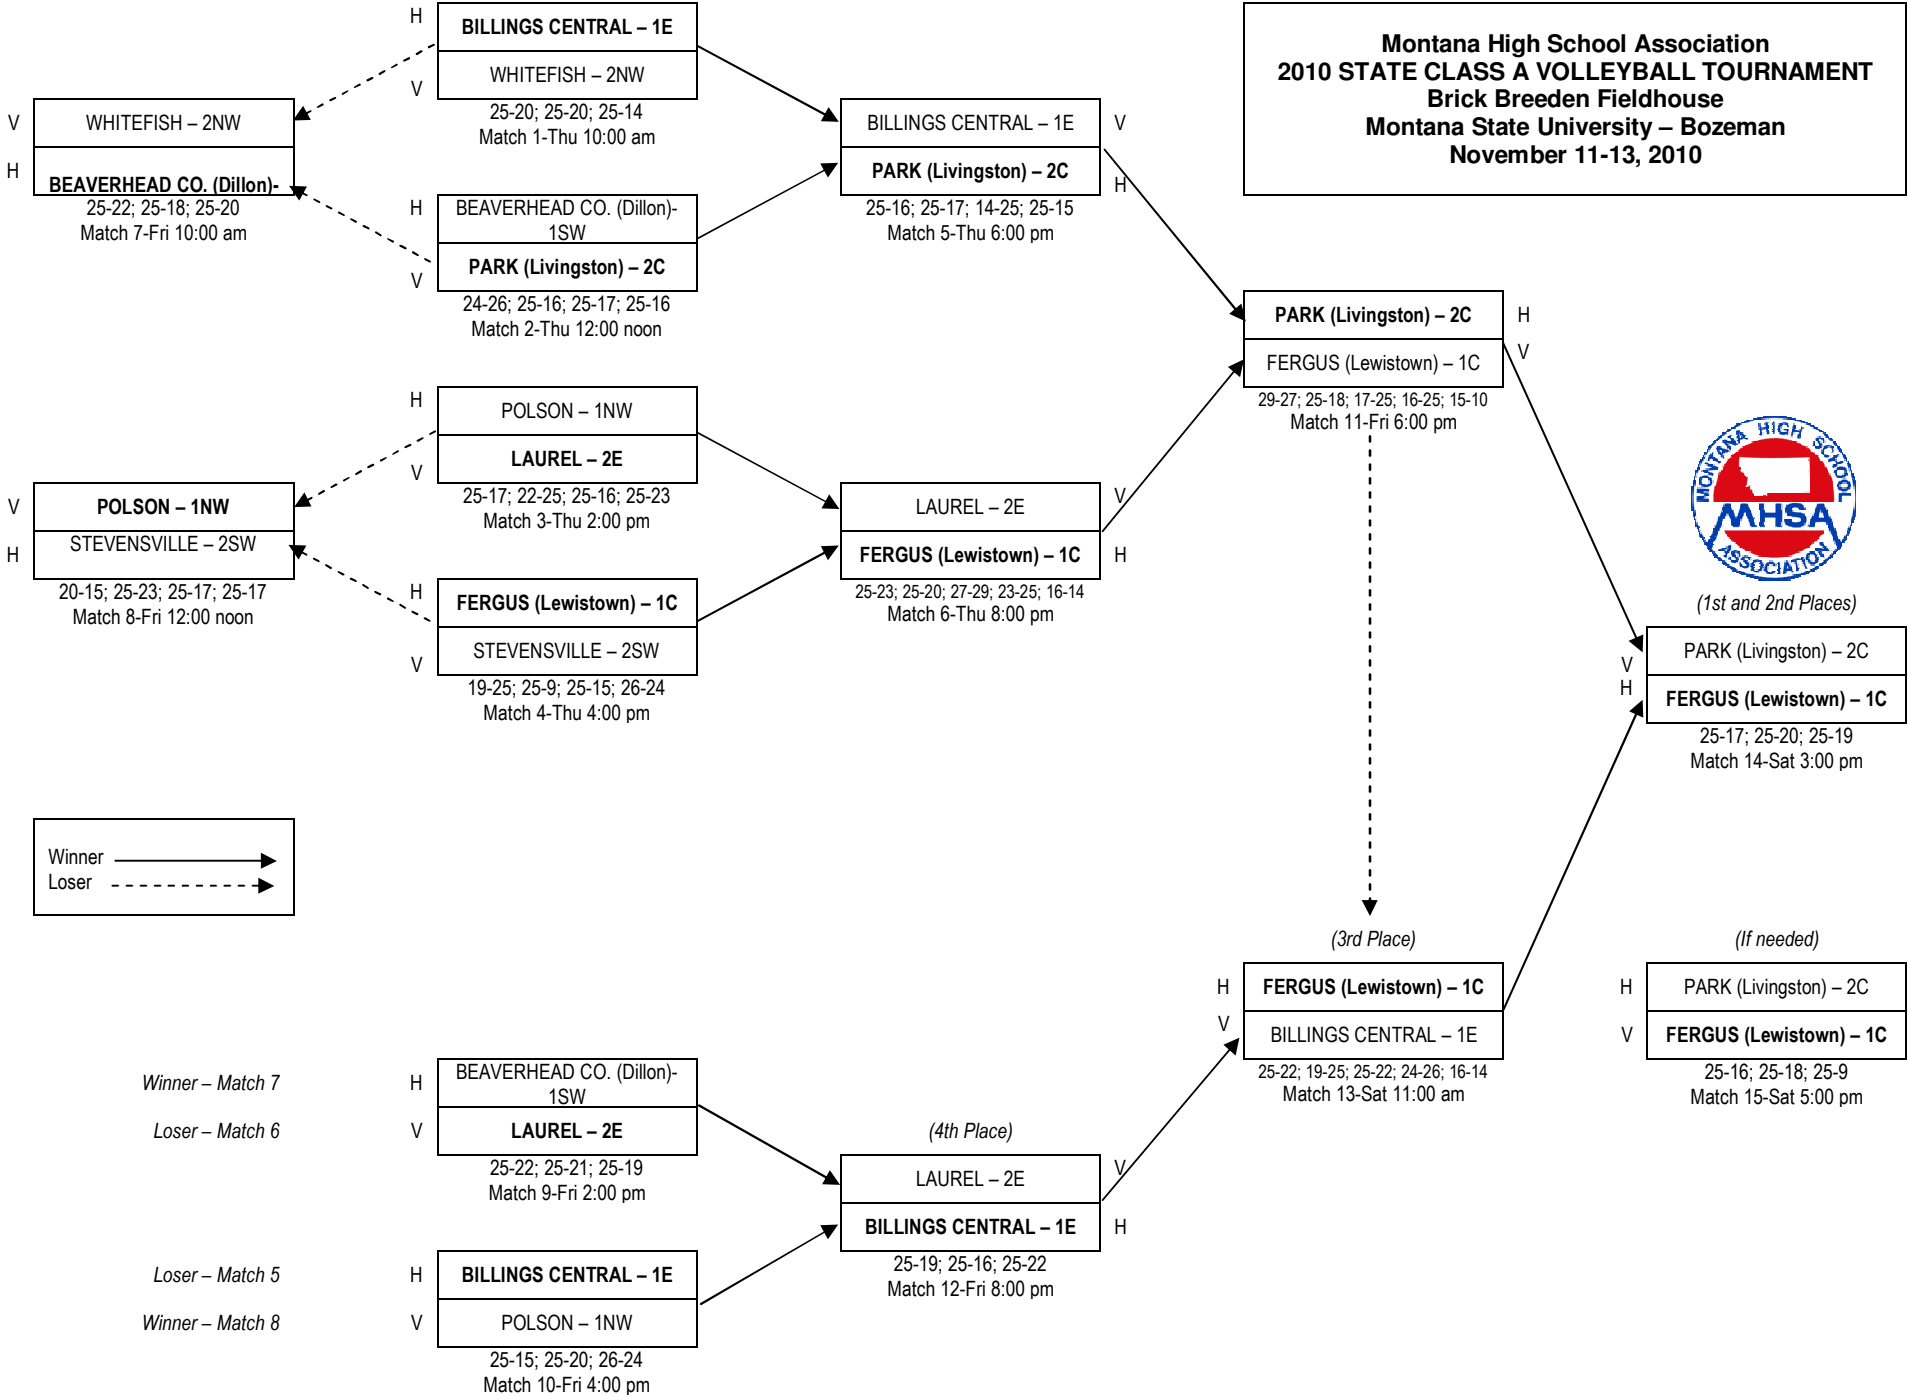 Montana High School Association
2010 STATE CLASS A VOLLEYBALL TOURNAMENT
Brick Breeden Fieldhouse
Montana State University – Bozeman
November 11-13, 2010
H
BILLINGS CENTRAL – 1E
WHITEFISH – 2NW
V
25-20; 25-20; 25-14
Match 1-Thu 10:00 am
H
BEAVERHEAD CO. (Dillon)-
1SW
PARK (Livingston) – 2C
V
24-26; 25-16; 25-17; 25-16
Match 2-Thu 12:00 noon
H
POLSON – 1NW
LAUREL – 2E
V
25-17; 22-25; 25-16; 25-23
Match 3-Thu 2:00 pm
H
FERGUS (Lewistown) – 1C
STEVENSVILLE – 2SW
V
19-25; 25-9; 25-15; 26-24
Match 4-Thu 4:00 pm
V
WHITEFISH – 2NW
H
BEAVERHEAD CO. (Dillon)-
25-22; 25-18; 25-20
Match 7-Fri 10:00 am
V
POLSON – 1NW
H
STEVENSVILLE – 2SW
20-15; 25-23; 25-17; 25-17
Match 8-Fri 12:00 noon
BILLINGS CENTRAL – 1E
V
PARK (Livingston) – 2C
H
25-16; 25-17; 14-25; 25-15
Match 5-Thu 6:00 pm
LAUREL – 2E
V
FERGUS (Lewistown) – 1C
H
25-23; 25-20; 27-29; 23-25; 16-14
Match 6-Thu 8:00 pm
PARK (Livingston) – 2C
H
FERGUS (Lewistown) – 1C
V
29-27; 25-18; 17-25; 16-25; 15-10
Match 11-Fri 6:00 pm
MONTANA HIGH SCHOOL
MHSA
ASSOCIATION
(1st and 2nd Places)
V
PARK (Livingston) – 2C
H
FERGUS (Lewistown) – 1C
25-17; 25-20; 25-19
Match 14-Sat 3:00 pm
Winner
Loser
(3rd Place)
H
FERGUS (Lewistown) – 1C
V
BILLINGS CENTRAL – 1E
25-22; 19-25; 25-22; 24-26; 16-14
Match 13-Sat 11:00 am
(If needed)
H
PARK (Livingston) – 2C
V
FERGUS (Lewistown) – 1C
25-16; 25-18; 25-9
Match 15-Sat 5:00 pm
Winner – Match 7
H
BEAVERHEAD CO. (Dillon)-
1SW
Loser – Match 6
V
LAUREL – 2E
25-22; 25-21; 25-19
Match 9-Fri 2:00 pm
Loser – Match 5
H
BILLINGS CENTRAL – 1E
Winner – Match 8
V
POLSON – 1NW
25-15; 25-20; 26-24
Match 10-Fri 4:00 pm
(4th Place)
LAUREL – 2E
V
BILLINGS CENTRAL – 1E
H
25-19; 25-16; 25-22
Match 12-Fri 8:00 pm